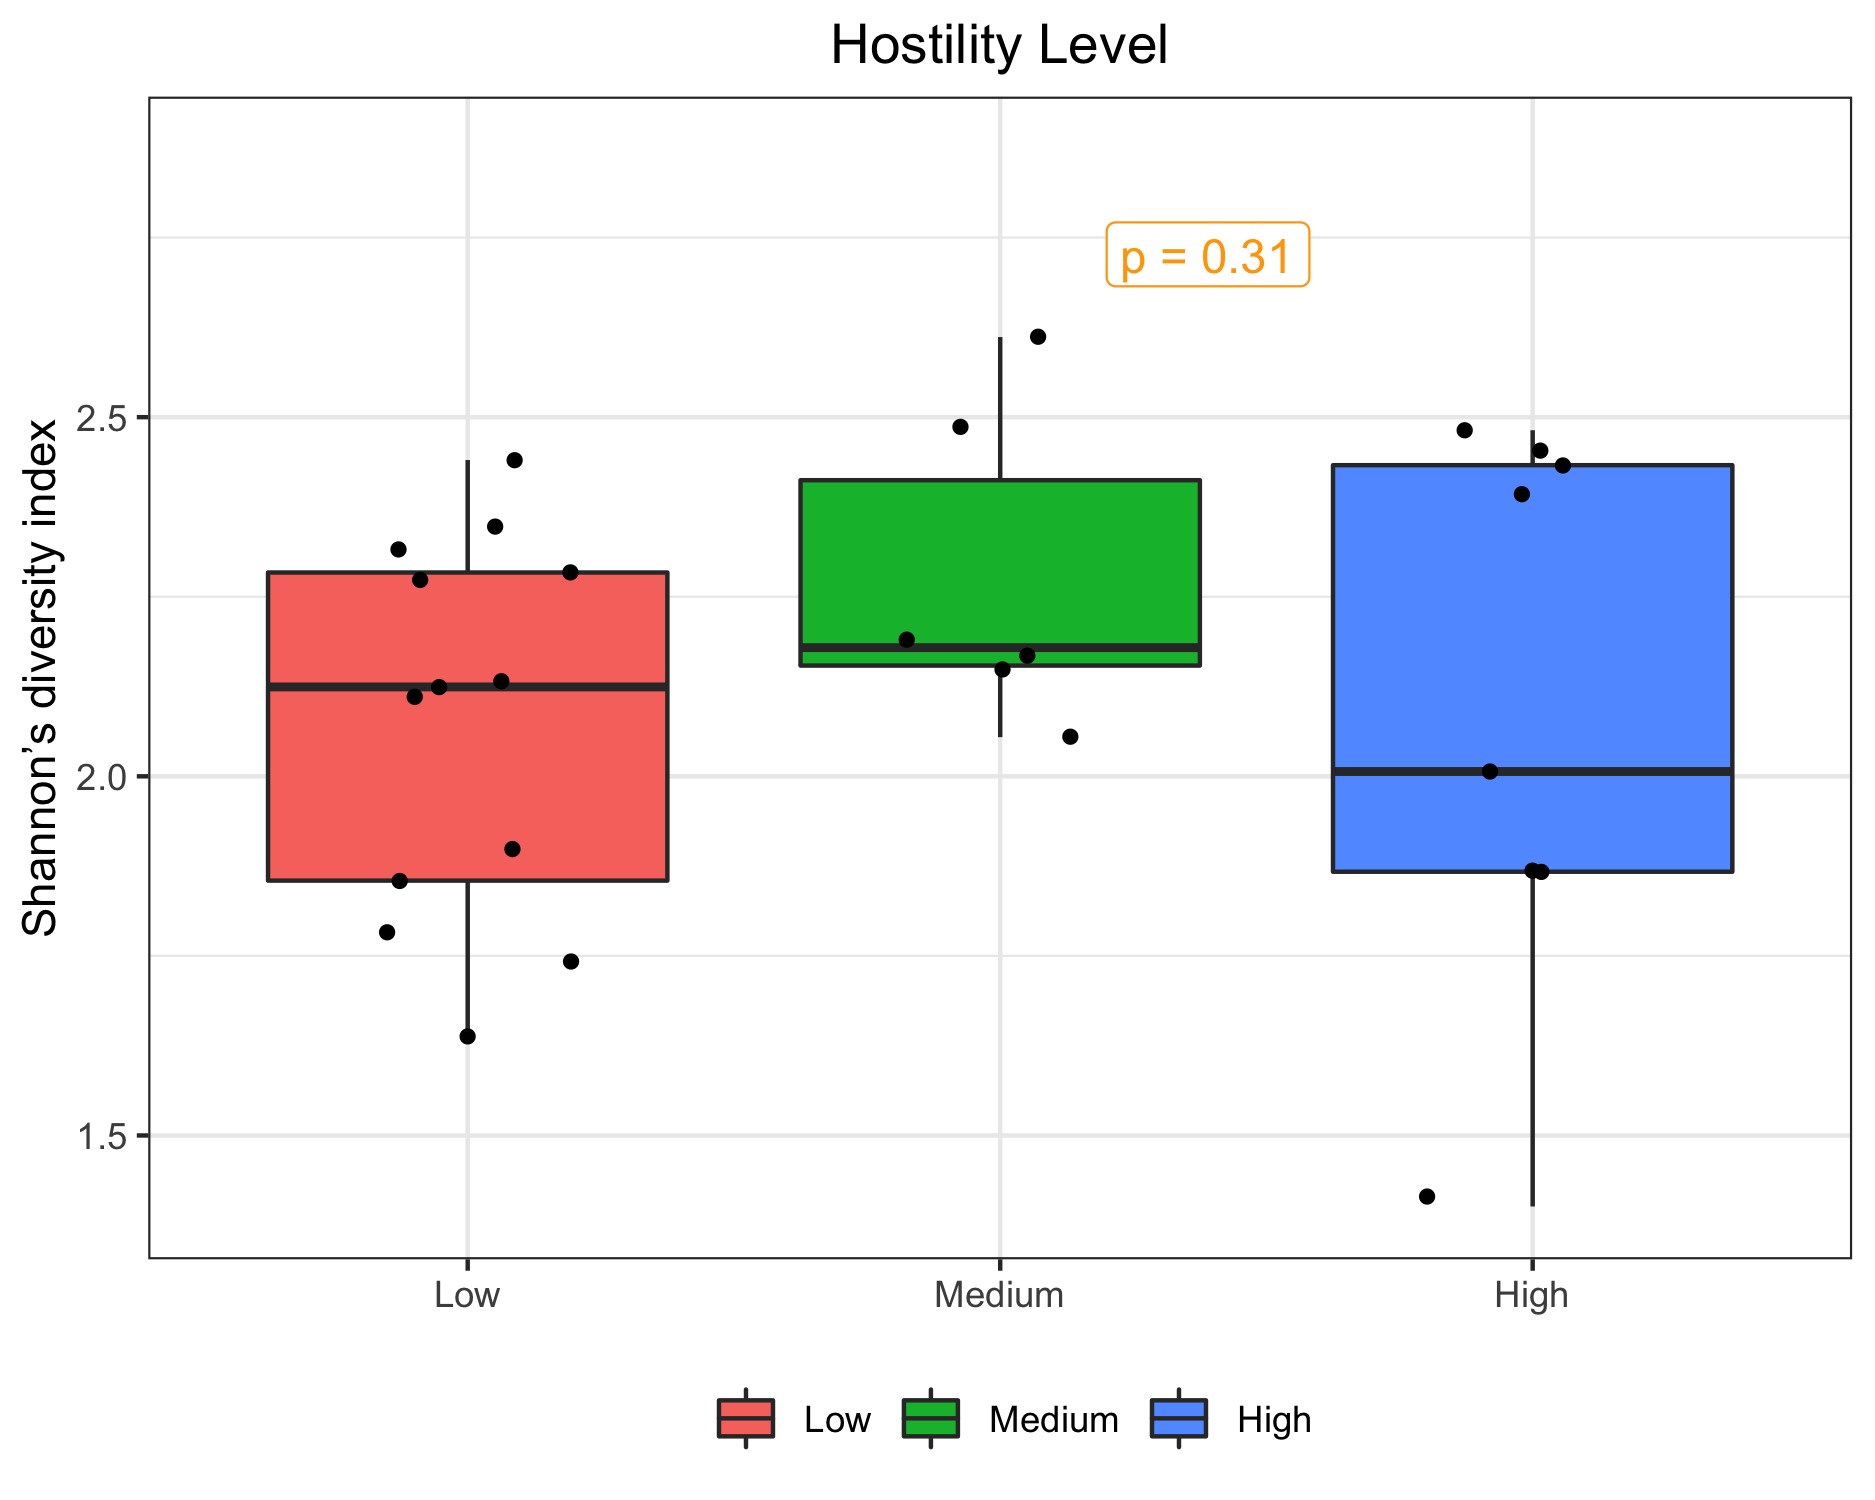 Hostility Level
p = 0.31
Shannon’s diversity index
2.5
2.0
1.5
Low Medium High
Low Medium High